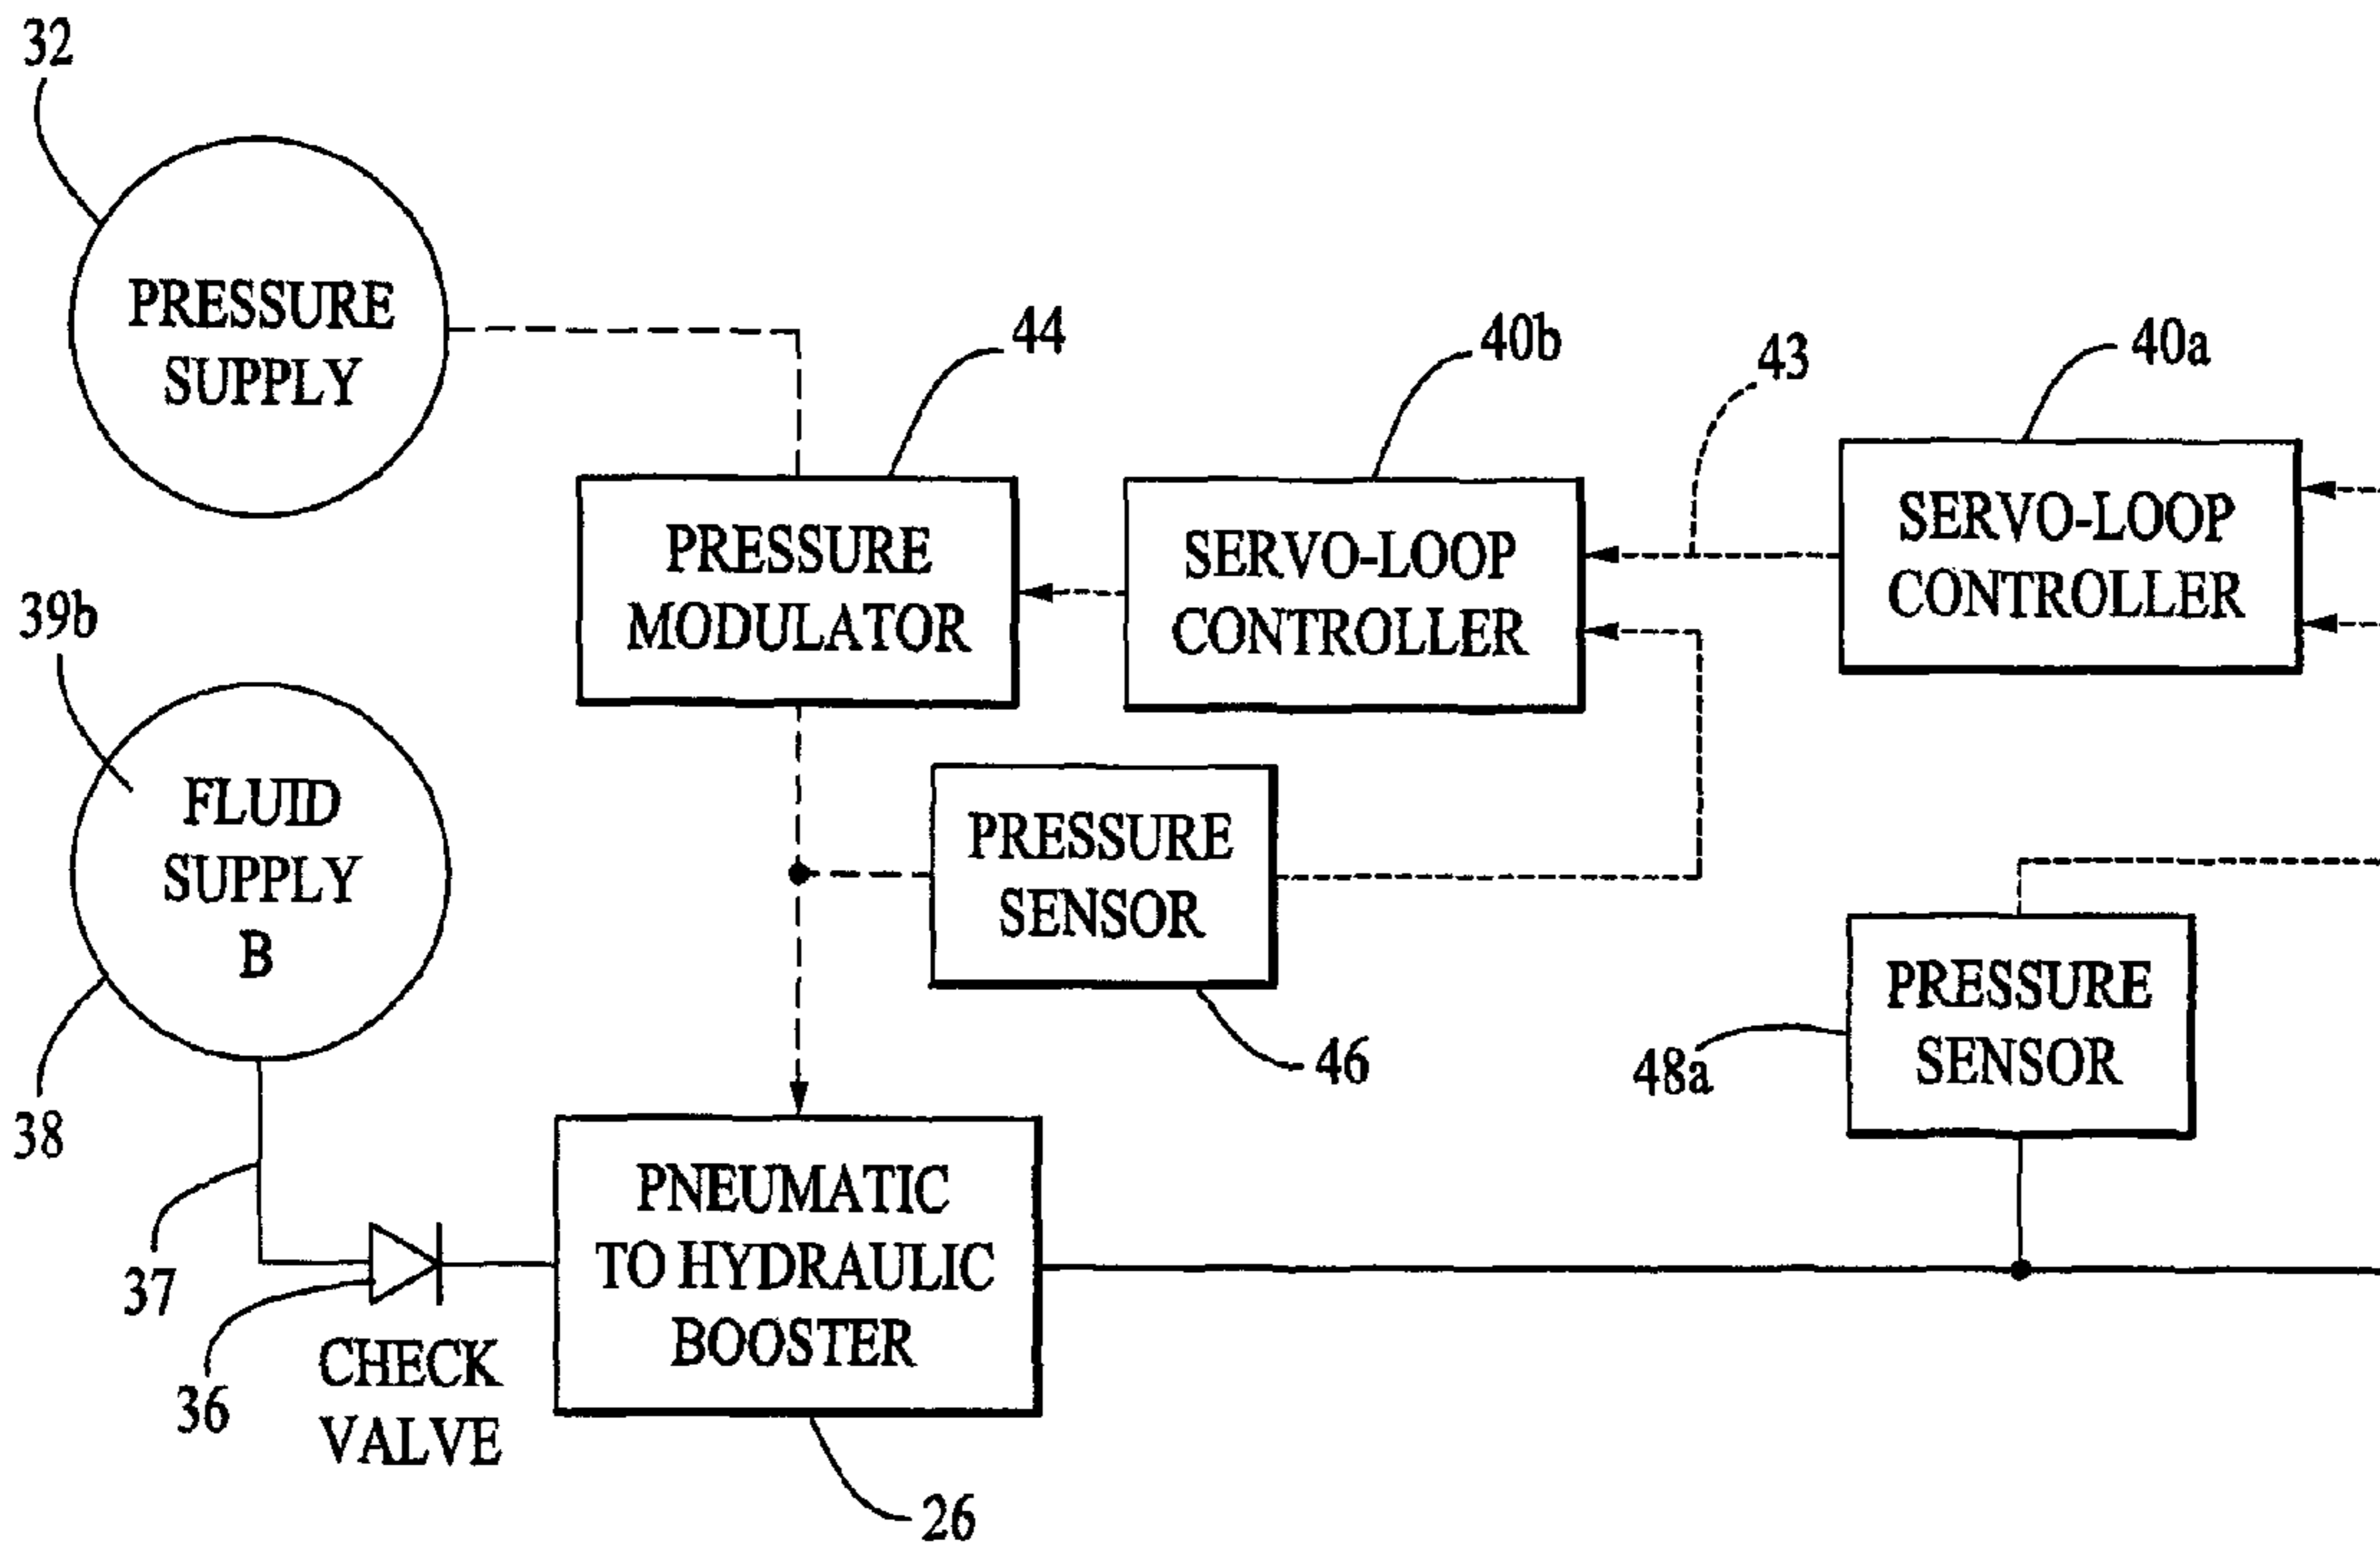 32
PRESSURE
SUPPLY
44
40b
43
40a
PRESSURE
MODULATOR
SERVO-LOOP
CONTROLLER
SERVO-LOOP
CONTROLLER
39b
FLUID
SUPPLY
B
PRESSURE
SENSOR
46
PRESSURE
SENSOR
48a
38
37
36
CHECK
VALVE
PNEUMATIC
TO HYDRAULIC
BOOSTER
26